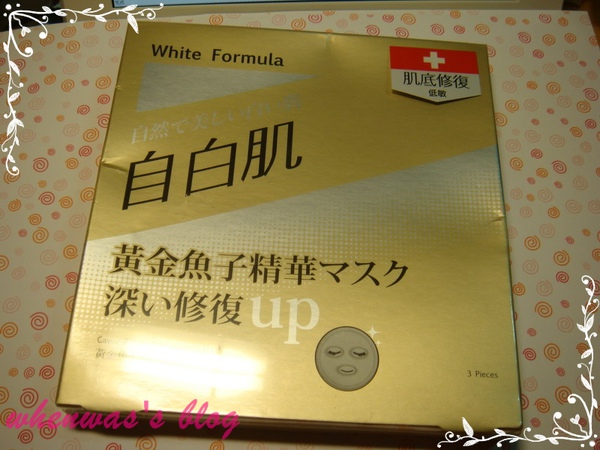 White Formula
肌底修復
低敏
自白肌
黃金魚子精華マスク
深い修復up
3 Pieces
whenwas's blog